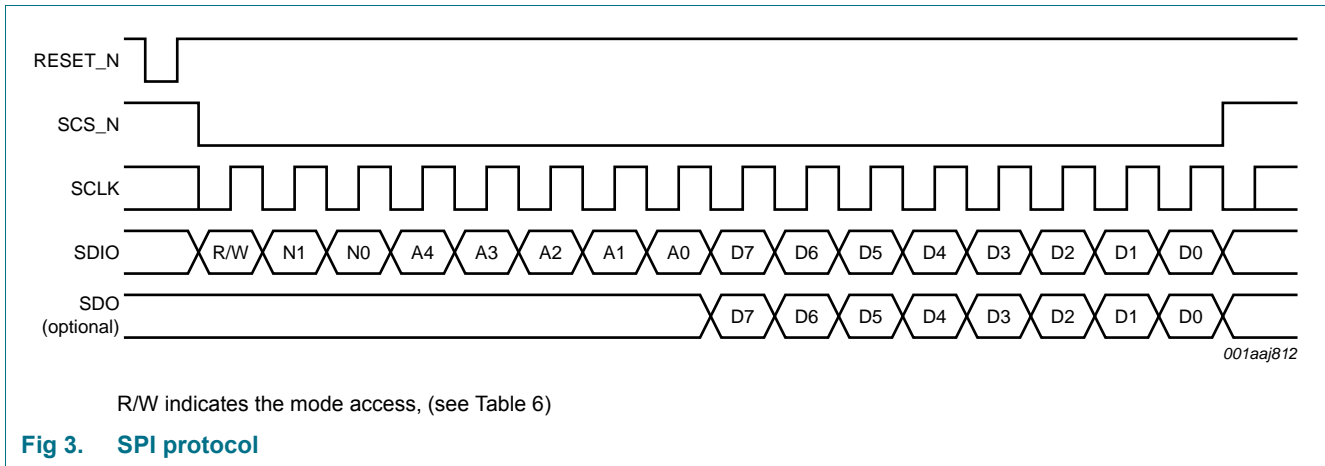 RESET_N
SCS_N
SCLK
SDIO R/W N1 N0 A4 A3 A2 A1 A0 D7 D6 D5 D4 D3 D2 D1 D0
SDO
(optional)
D7 D6 D5 D4 D3 D2 D1 D0
001aaj812
R/W indicates the mode access, (see Table 6)
Fig 3. SPI protocol